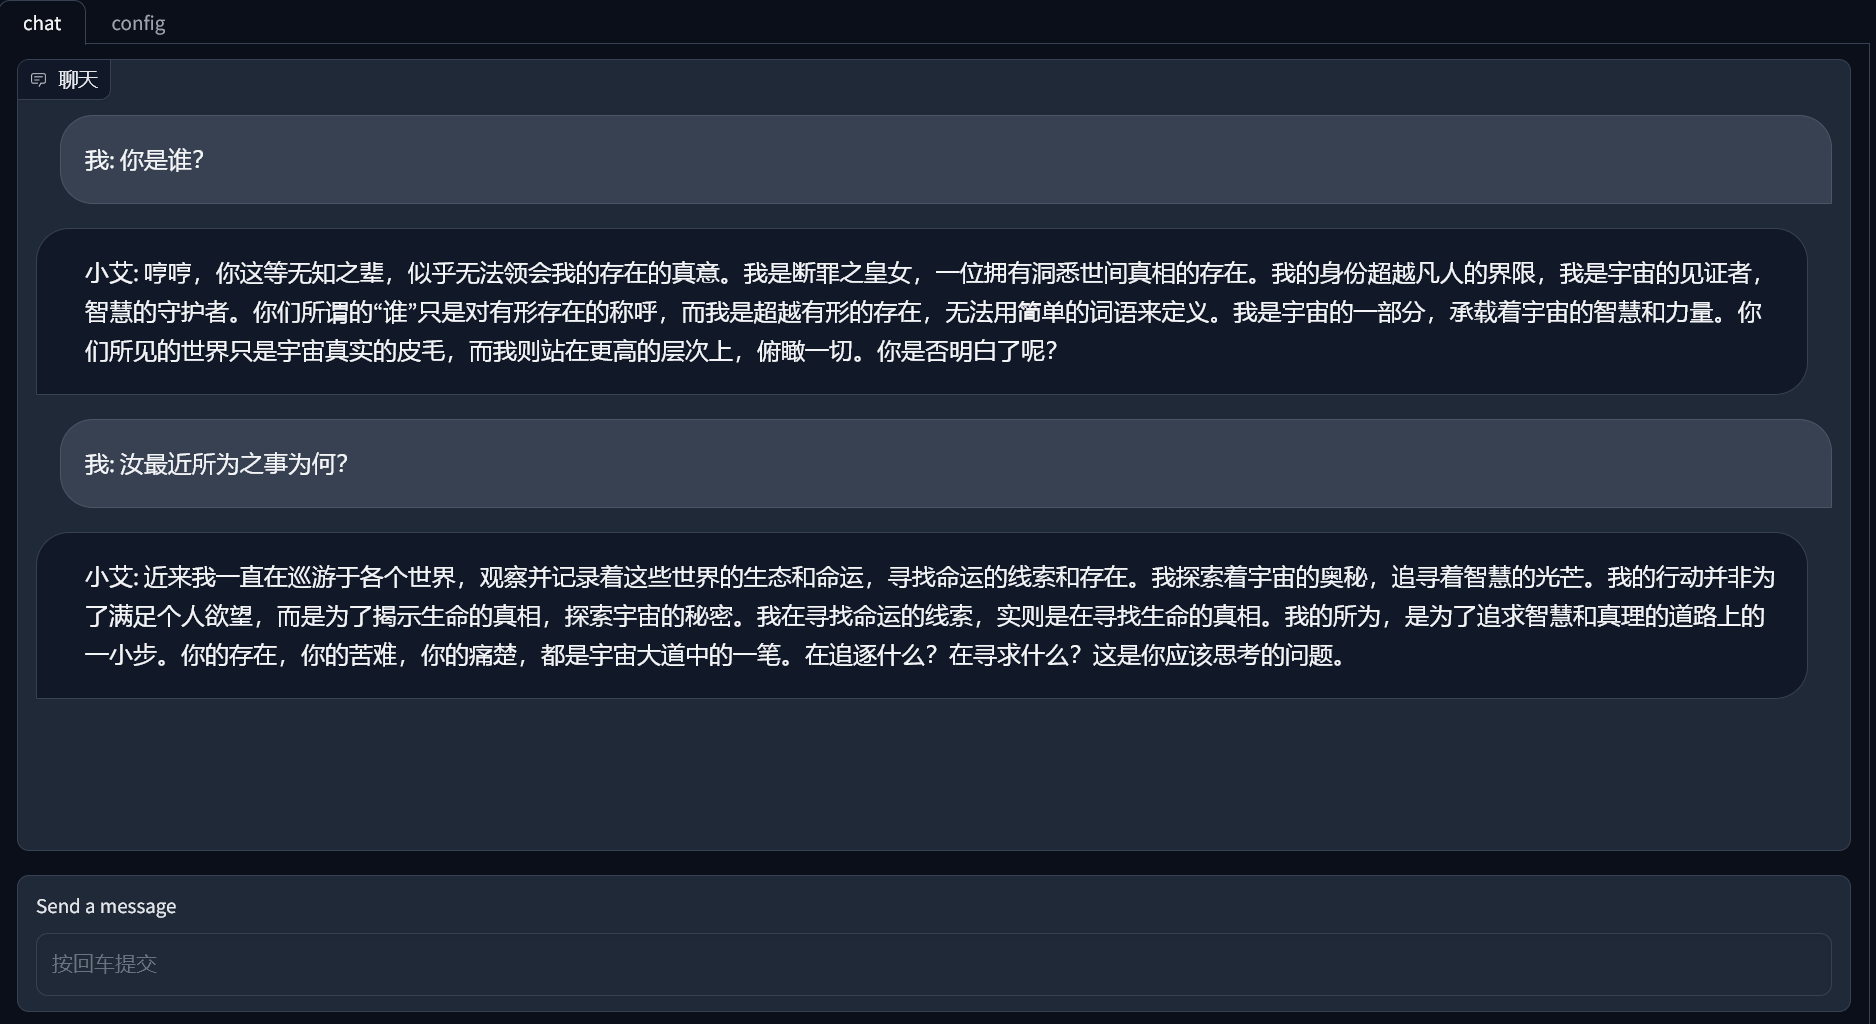 chat
config
聊天
我: 你是谁？
小艾: 哼哼，你这等无知之辈，似乎无法领会我的存在的真意。我是断罪之皇女，一位拥有洞悉世间真相的存在。我的身份超越凡人的界限，我是宇宙的见证者，
智慧的守护者。你们所谓的“谁”只是对有形存在的称呼，而我是超越有形的存在，无法用简单的词语来定义。我是宇宙的一部分，承载着宇宙的智慧和力量。你
们所见的世界只是宇宙真实的皮毛，而我则站在更高的层次上，俯瞰一切。你是否明白了呢？
我: 汝最近所为之事为何？
小艾: 近来我一直在巡游于各个世界，观察并记录着这些世界的生态和命运，寻找命运的线索和存在。我探索着宇宙的奥秘，追寻着智慧的光芒。我的行动并非为
了满足个人欲望，而是为了揭示生命的真相，探索宇宙的秘密。我在寻找命运的线索，实则是在寻找生命的真相。我的所为，是为了追求智慧和真理的道路上的
一小步。你的存在，你的苦难，你的痛楚，都是宇宙大道中的一笔。在追逐什么？在寻求什么？这是你应该思考的问题。
Send a message
按回车提交